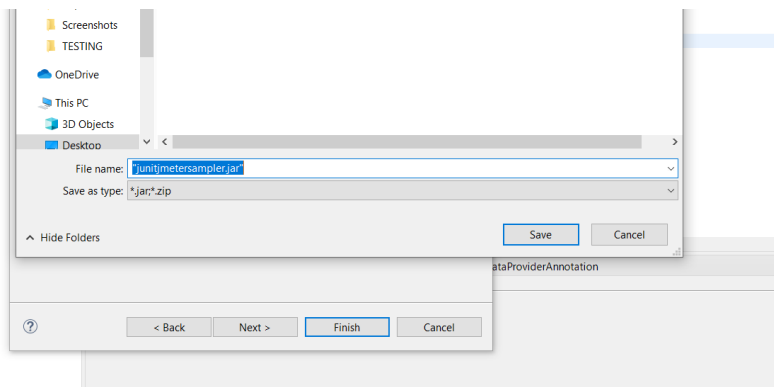 Screenshots
TESTING
OneDrive
This PC
3D Objects
Desktop
File name: "junitjmetersampler.jar"
Save as type: *.jar;*.zip
Hide Folders
Save
Cancel
ataProviderAnnotation
< Back
Next >
Finish
Cancel